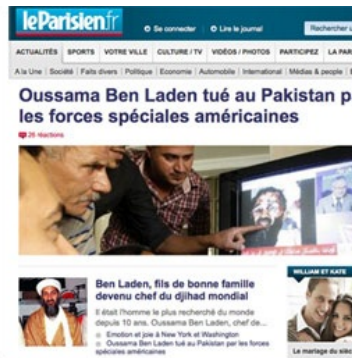 leParisien.fr
Se connecter
Lire le journal
Rechercher
ACTUALITÉS SPORTS VOTRE VILLE CULTURE / TV VIDÉOS / PHOTOS PARTICIPEZ LA PAR
A la Une Société Faits divers Politique Economie Automobile International Médias & people
Oussama Ben Laden tué au Pakistan p
les forces spéciales américaines
26 réactions
Ben Laden, fils de bonne famille
devenu chef du djihad mondial
Il était l'homme le plus recherché du monde
depuis 10 ans. Oussama Ben Laden, chef de...
Emotion et joie à New York et Washington
Oussama Ben Laden tué au Pakistan par les forces
spéciales américaines
WILLIAM ET KATE
Le mariage du siè